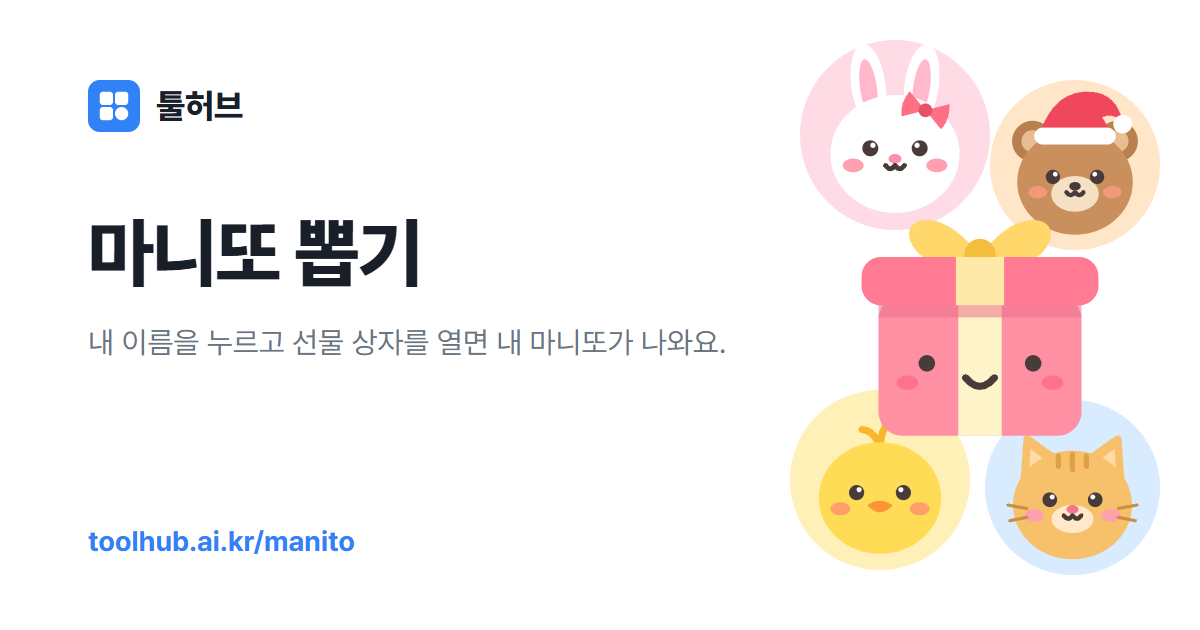 툴허브
마니또 뽑기
내 이름을 누르고 선물 상자를 열면 내 마니또가 나와요.
toolhub.ai.kr/manito